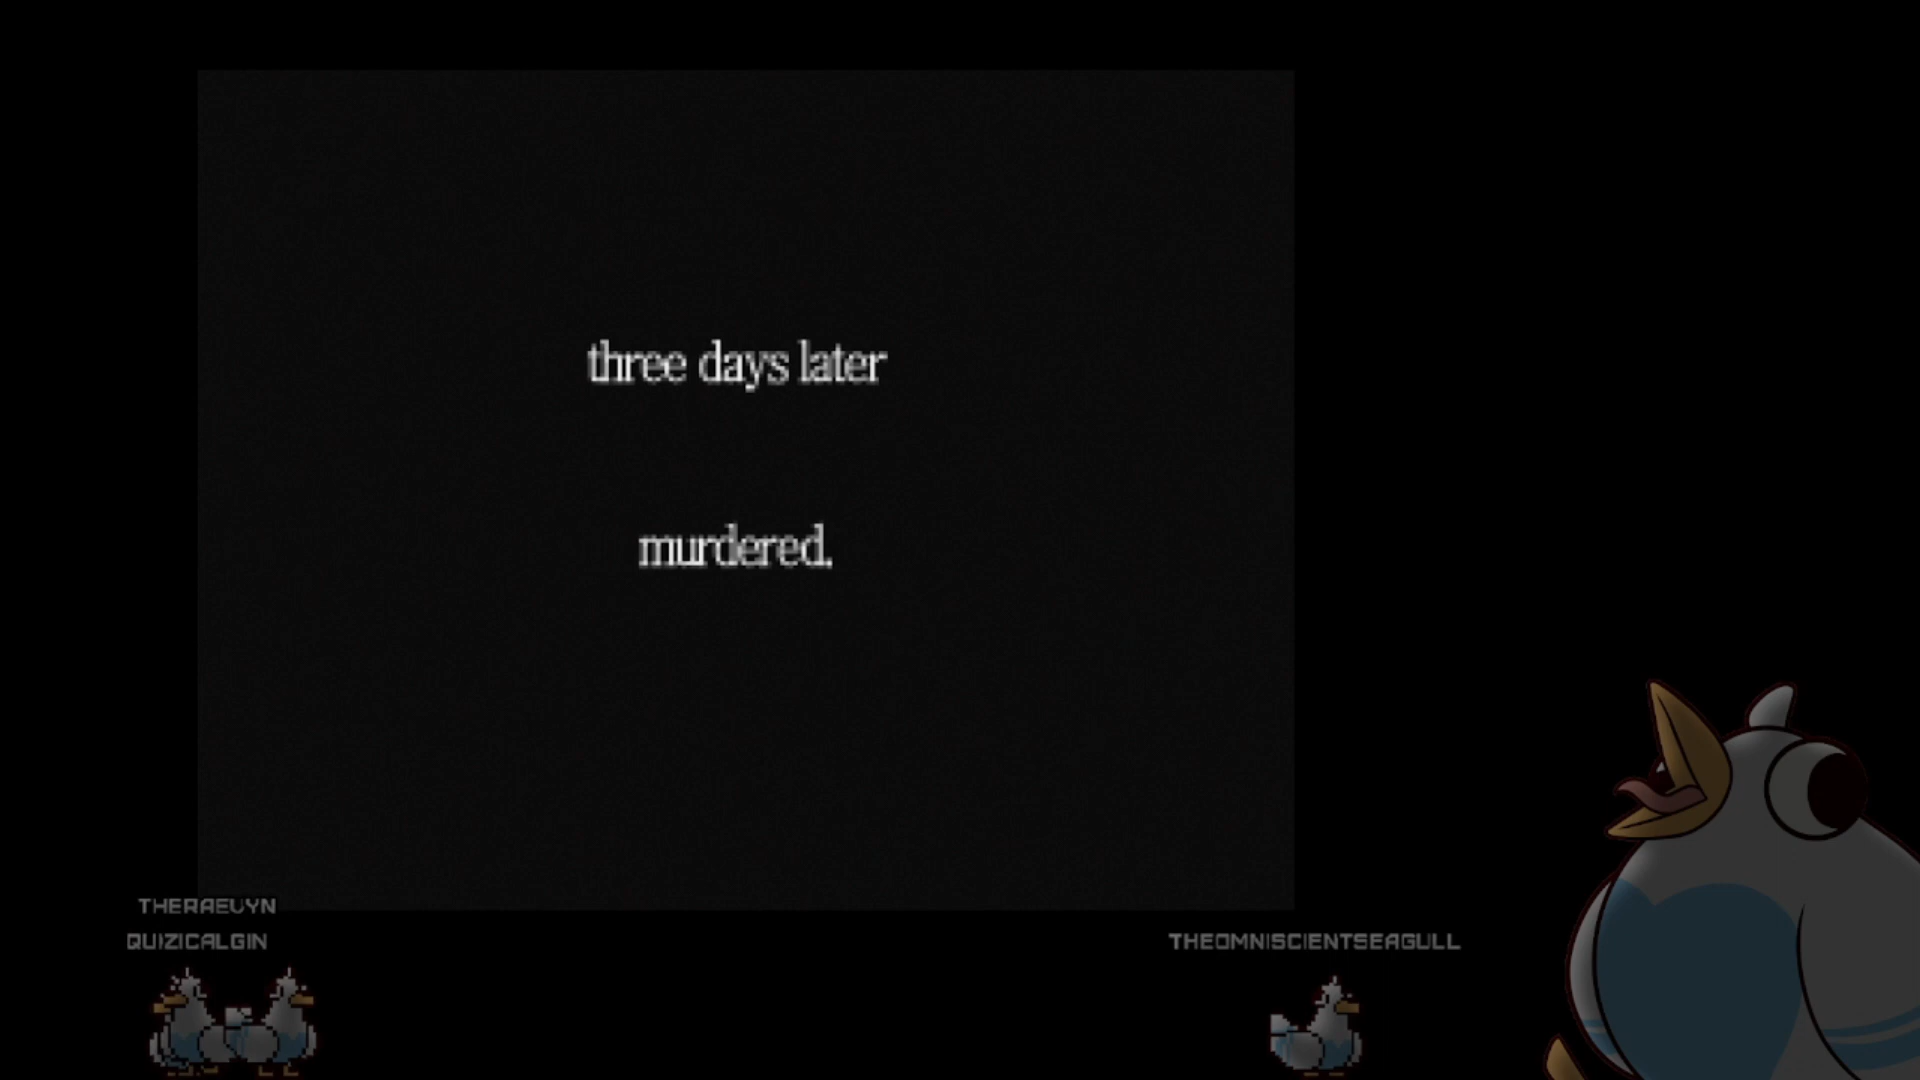 three days later
murdered.
THERAEVYN
QUIZICALGIN
THEOMNISCIENTSEAGULL